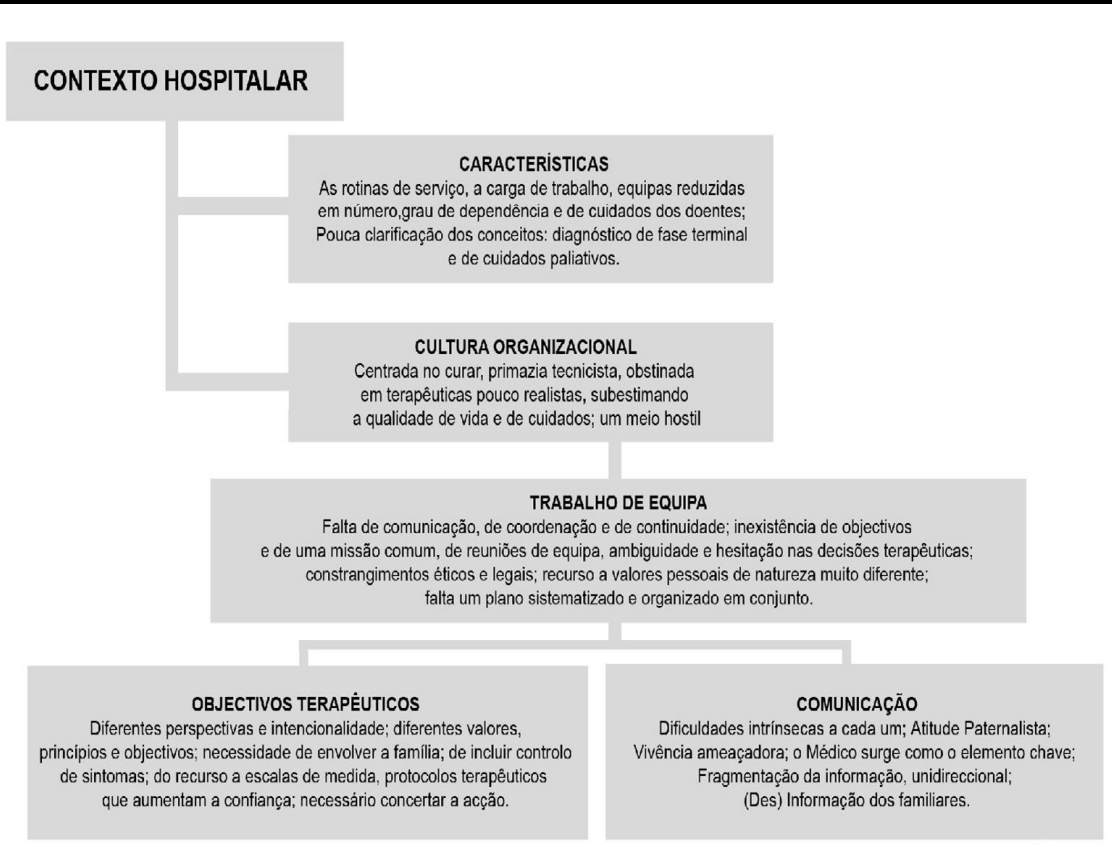 CONTEXTO HOSPITALAR
CARACTERÍSTICAS
As rotinas de serviço, a carga de trabalho, equipas reduzidas
em número,grau de dependência e de cuidados dos doentes;
Pouca clarificação dos conceitos: diagnóstico de fase terminal
e de cuidados paliativos.
CULTURA ORGANIZACIONAL
Centrada no curar, primazia tecnicista, obstinada
em terapêuticas pouco realistas, subestimando
a qualidade de vida e de cuidados; um meio hostil
TRABALHO DE EQUIPA
Falta de comunicação, de coordenação e de continuidade; inexistência de objectivos
e de uma missão comum, de reuniões de equipa, ambiguidade e hesitação nas decisões terapêuticas;
constrangimentos éticos e legais; recurso a valores pessoais de natureza muito diferente;
falta um plano sistematizado e organizado em conjunto.
OBJECTIVOS TERAPÊUTICOS
Diferentes perspectivas e intencionalidade; diferentes valores,
princípios e objectivos; necessidade de envolver a família; de incluir controlo
de sintomas; do recurso a escalas de medida, protocolos terapêuticos
que aumentam a confiança; necessário concertar a acção.
COMUNICAÇÃO
Dificuldades intrínsecas a cada um; Atitude Paternalista;
Vivência ameaçadora; o Médico surge como o elemento chave;
Fragmentação da informação, unidireccional;
(Des) Informação dos familiares.